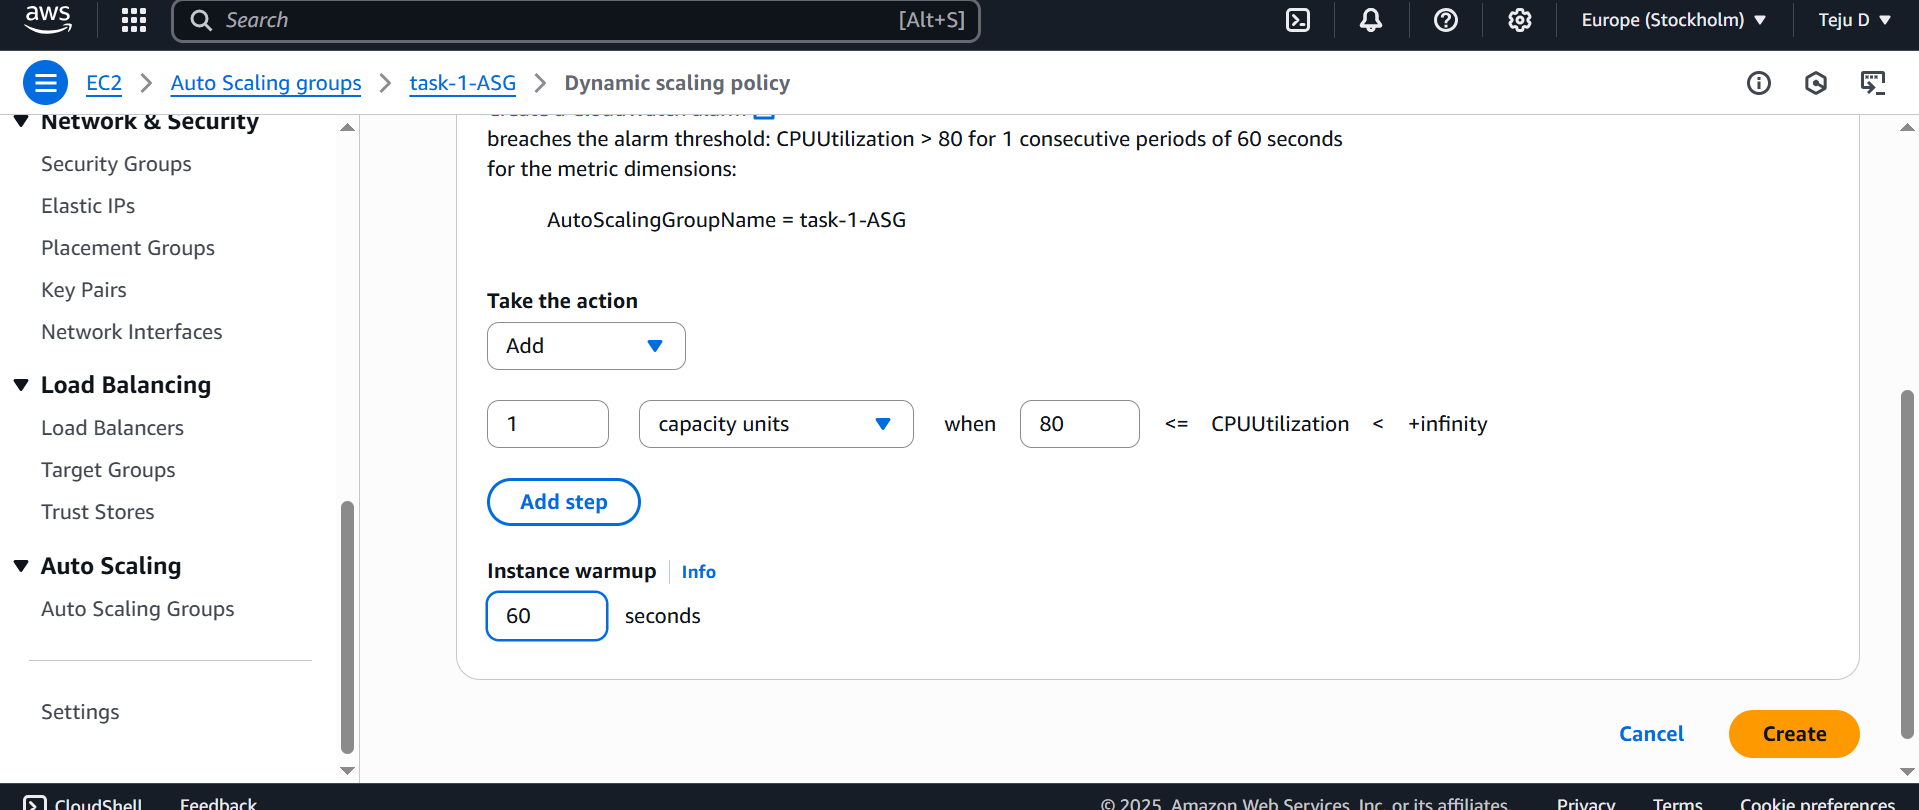 aws
Search
[Alt+S]
Europe (Stockholm)
Teju D
EC2
Auto Scaling groups
task-1-ASG
Dynamic scaling policy
Network & Security
Security Groups
Elastic IPs
Placement Groups
Key Pairs
Network Interfaces
Load Balancing
Load Balancers
Target Groups
Trust Stores
Auto Scaling
Auto Scaling Groups
Settings
Create a CloudWatch alarm
breaches the alarm threshold: CPUUtilization > 80 for 1 consecutive periods of 60 seconds
for the metric dimensions:
AutoScalingGroupName = task-1-ASG
Take the action
Add
1 capacity units when 80 <= CPUUtilization < +infinity
Add step
Instance warmup Info
60 seconds
Cancel Create
CloudShell Feedback © 2025, Amazon Web Services, Inc. or its affiliates. Privacy Terms Cookie preferences